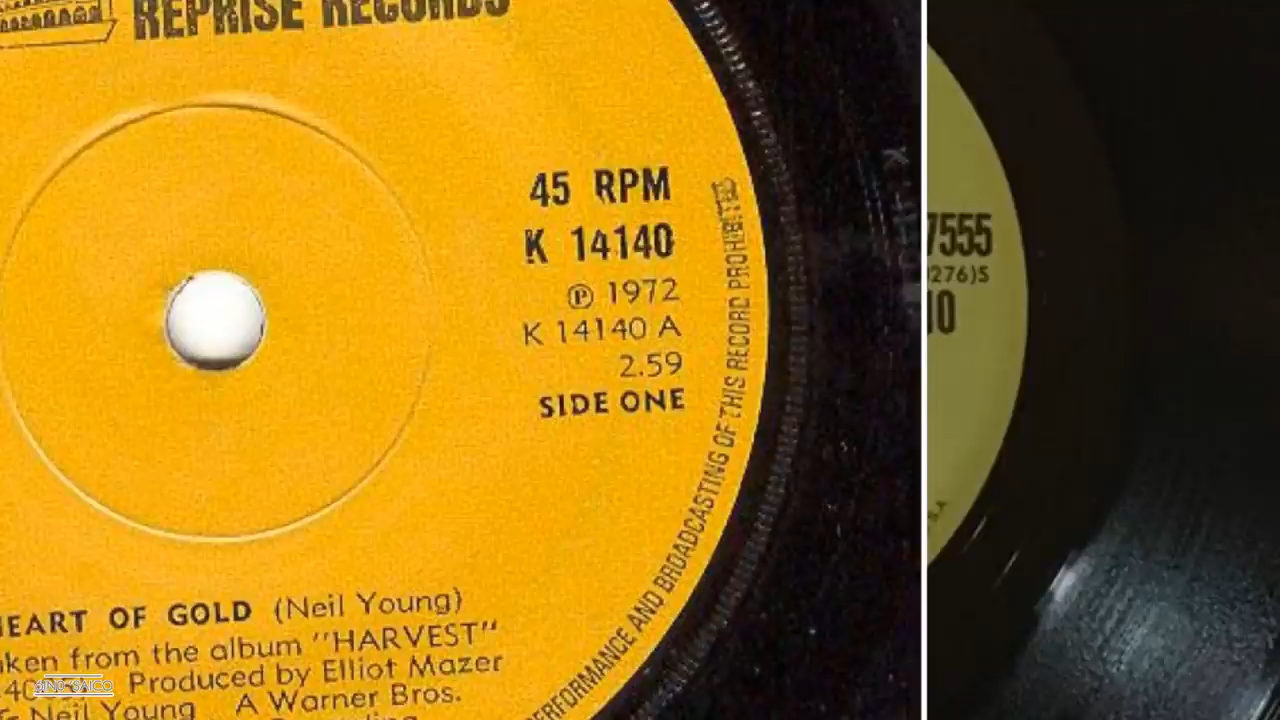 REPRISE RECORDS
45 RPM
K 14140
Ⓟ 1972
K 14140 A
2.59
SIDE ONE
PERFORMANCE AND BROADCASTING OF THIS RECORD PROHIBITED
HEART OF GOLD (Neil Young)
from the album "HARVEST"
Produced by Elliot Mazer
Neil Young A Warner Bros.
7555
276)S
10